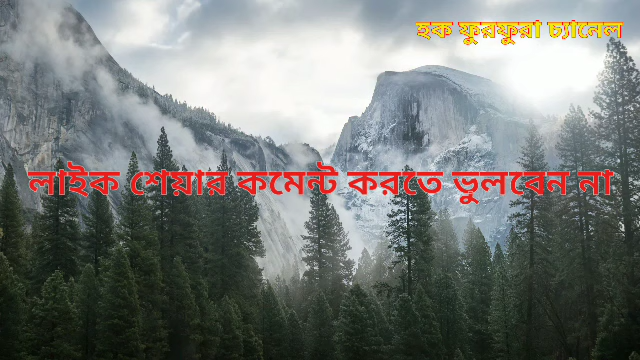 হক ফুরফুরা চ্যানেল
লাইক শেয়ার কমেন্ট করতে ভুলবেন না